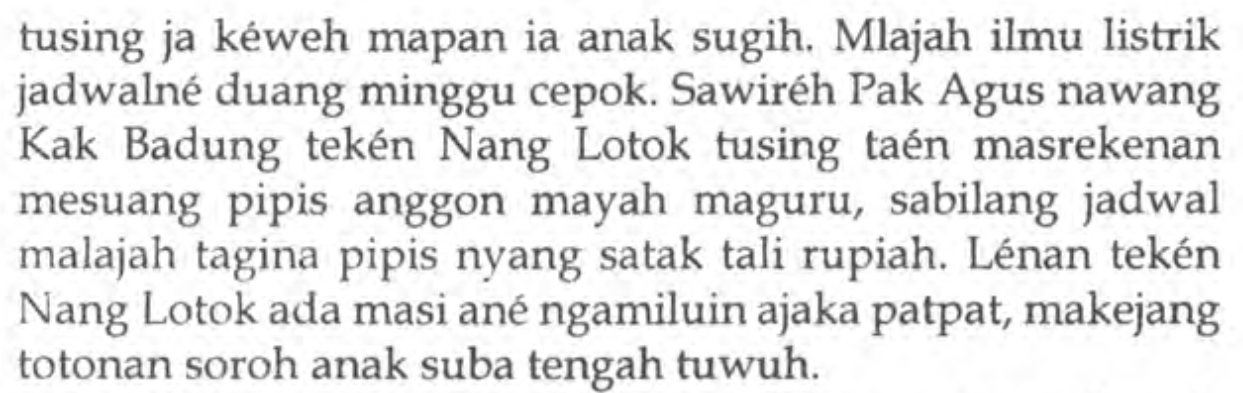 tusing ja kéweh mapan ia anak sugih. Mlajah ilmu listrik
jadwalné duang minggu cepok. Sawiréh Pak Agus nawang
Kak Badung tekén Nang Lotok tusing taén masrekenan
mesuang pipis anggon mayah maguru, sabilang jadwal
malajah tagina pipis nyang satak tali rupiah. Lénan tekén
Nang Lotok ada masi ané ngamiluin ajaka patpat, makejang
totonan soroh anak suba tengah tuwuh.